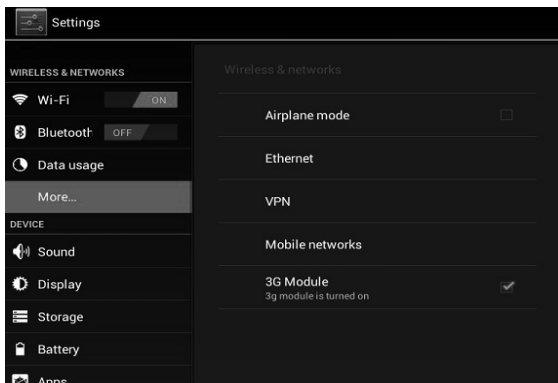 Settings
WIRELESS & NETWORKS
Wi-Fi ON
Bluetooth OFF
Data usage
More...
DEVICE
Sound
Display
Storage
Battery
Apps
Wireless & networks
Airplane mode
Ethernet
VPN
Mobile networks
3G Module
3g module is turned on